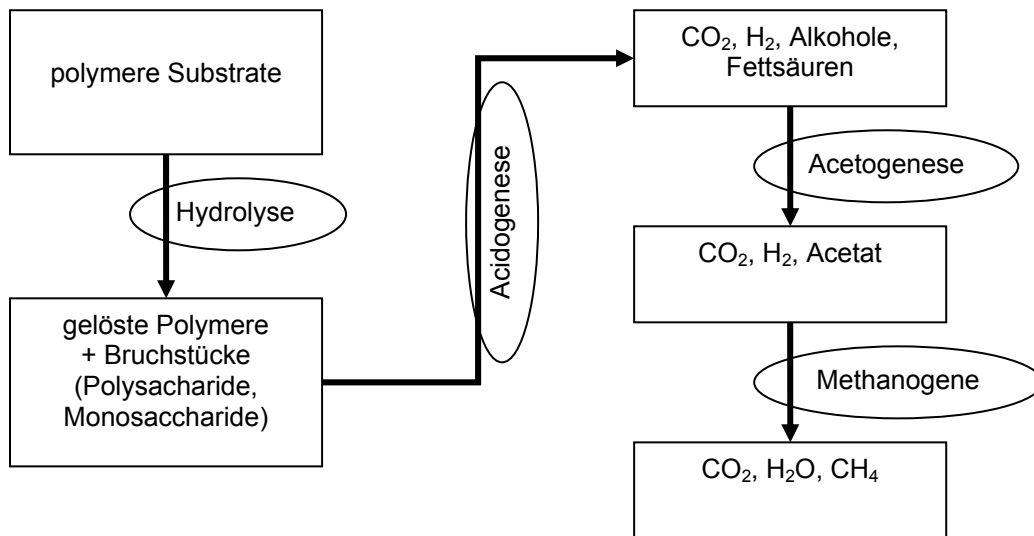 polymere Substrate
Hydrolyse
gelöste Polymere
+ Bruchstücke
(Polysacharide,
Monosaccharide)
Acidogenese
CO₂, H₂, Alkohole,
Fettsäuren
Acetogenese
CO₂, H₂, Acetat
Methanogene
CO₂, H₂O, CH₄